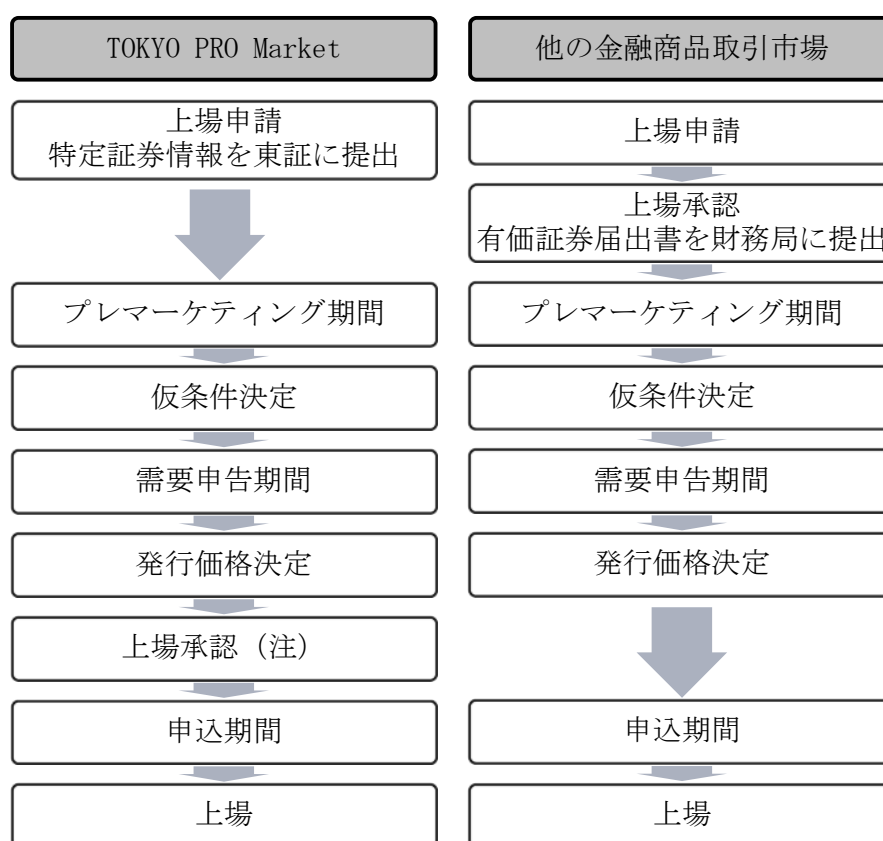 TOKYO PRO Market
上場申請
特定証券情報を東証に提出
プレマーケティング期間
仮条件決定
需要申告期間
発行価格決定
上場承認（注）
申込期間
上場
他の金融商品取引市場
上場申請
上場承認
有価証券届出書を財務局に提出
プレマーケティング期間
仮条件決定
需要申告期間
発行価格決定
申込期間
上場